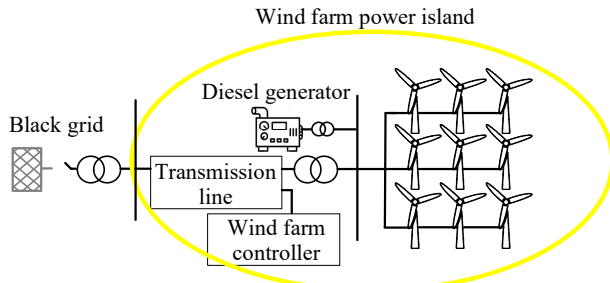 Wind farm power island
Diesel generator
Black grid
Transmission
line
Wind farm
controller